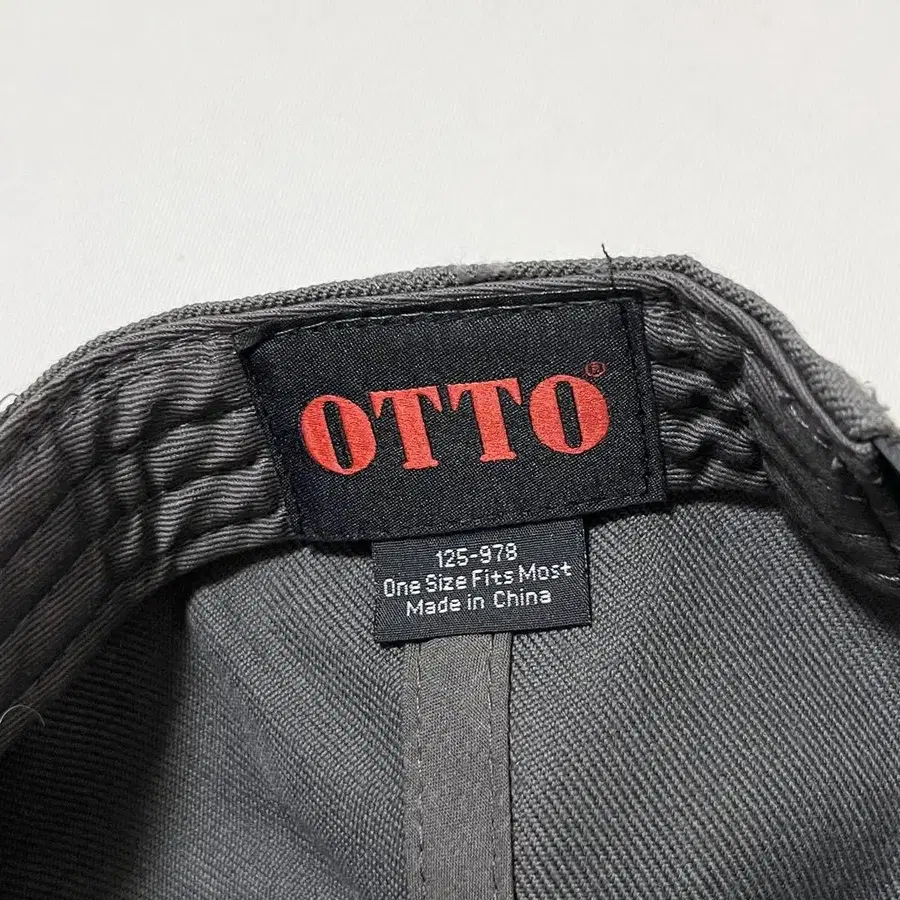 OTTO®
125-978
One Size Fits Most
Made in China